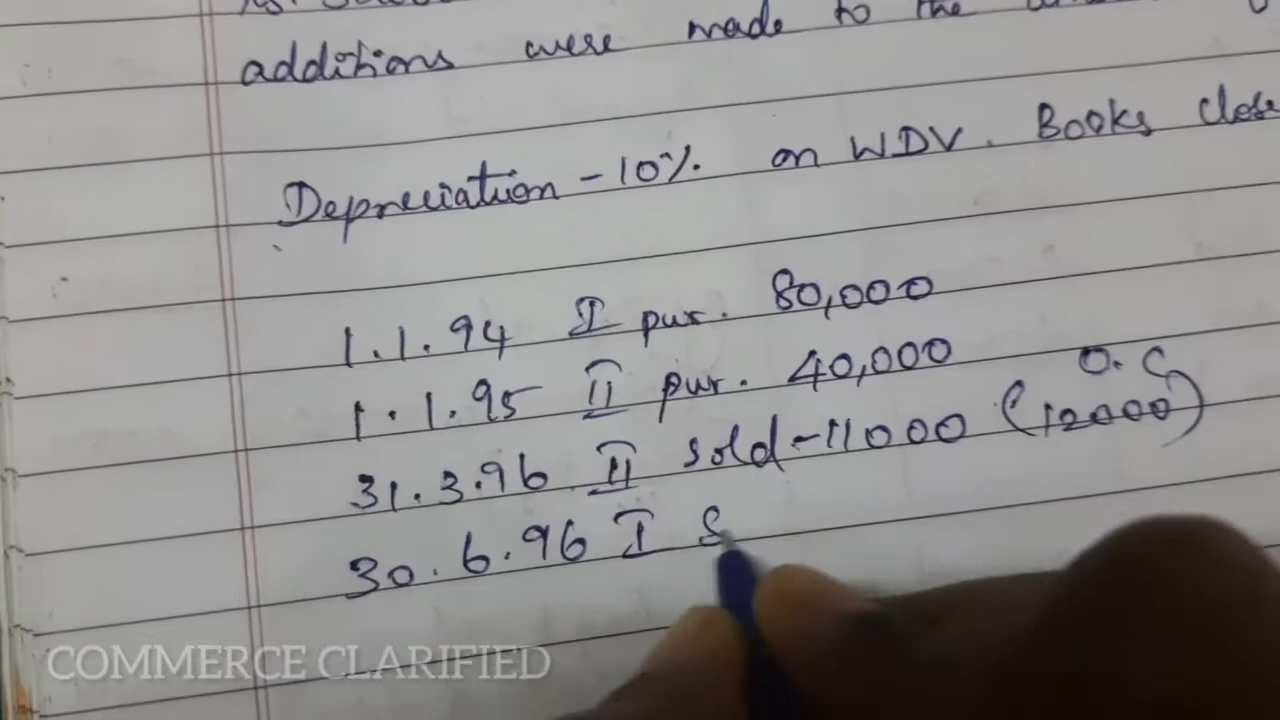 additions were made to the
Depreciation - 10% on WDV. Books close
1.1.94 I pur. 80,000
1.1.95 II pur. 40,000
O.C
31.3.96 II sold - 11000 (12000)
30.6.96 I S
COMMERCE CLARIFIED